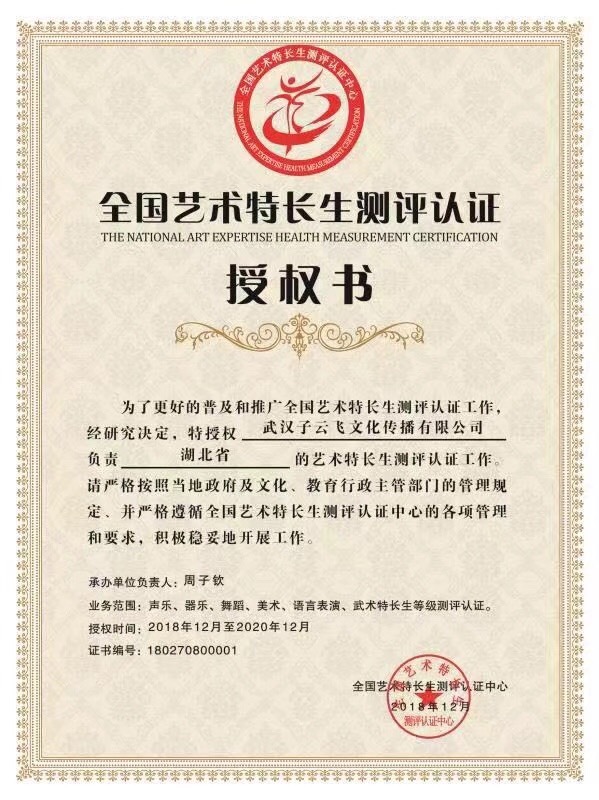 全国艺术特长生测评认证中心
THE NATIONAL ART EXPERTISE HEALTH MEASUREMENT CERTIFICATION
全国艺术特长生测评认证
THE NATIONAL ART EXPERTISE HEALTH MEASUREMENT CERTIFICATION
授权书
为了更好的普及和推广全国艺术特长生测评认证工作，
经研究决定，特授权 武汉子云飞文化传播有限公司
负责 湖北省 的艺术特长生测评认证工作。
请严格按照当地政府及文化、教育行政主管部门的管理规
定、并严格遵循全国艺术特长生测评认证中心的各项管理
和要求，积极稳妥地开展工作。
承办单位负责人：周子钦
业务范围：声乐、器乐、舞蹈、美术、语言表演、武术特长生等级测评认证。
授权时间：2018年12月至2020年12月
证书编号：180270800001
全国艺术特长生测评认证中心
2018年12月
全国艺术特长生
测评认证中心